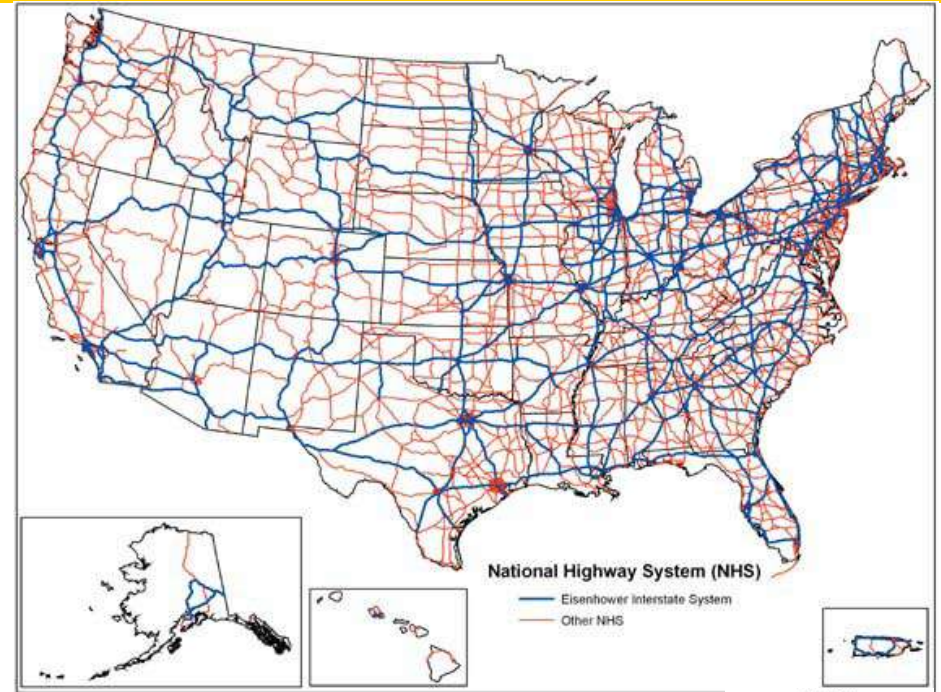 National Highway System (NHS)
Eisenhower Interstate System
Other NHS